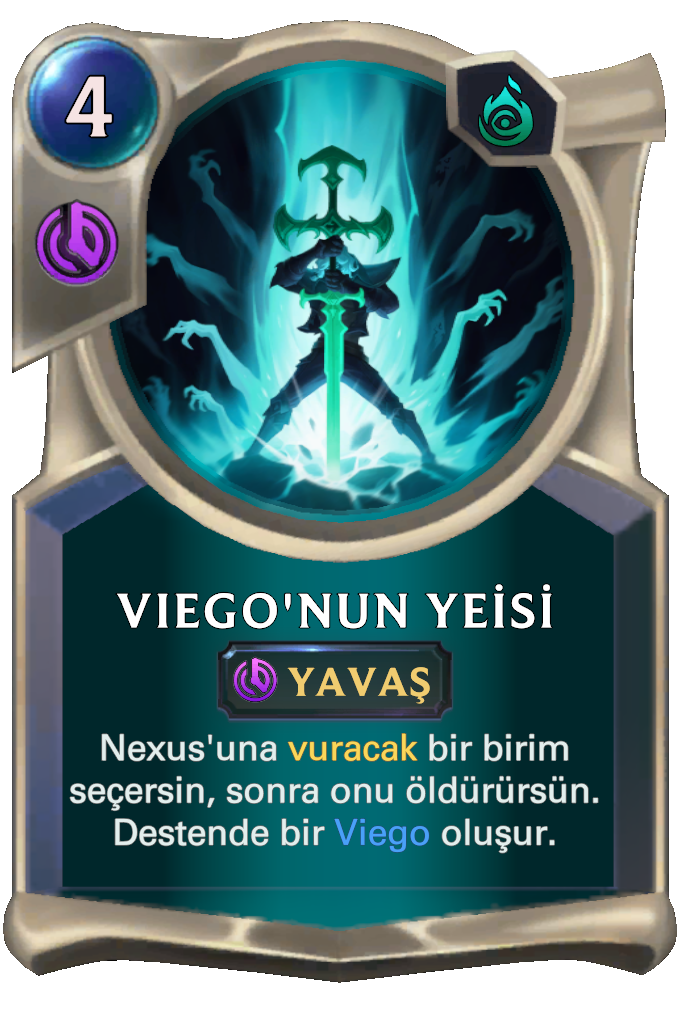 4
VIEGO'NUN YEİSİ
YAVAŞ
Nexus'una vuracak bir birim
seçersin, sonra onu öldürürsün.
Destende bir Viego oluşur.